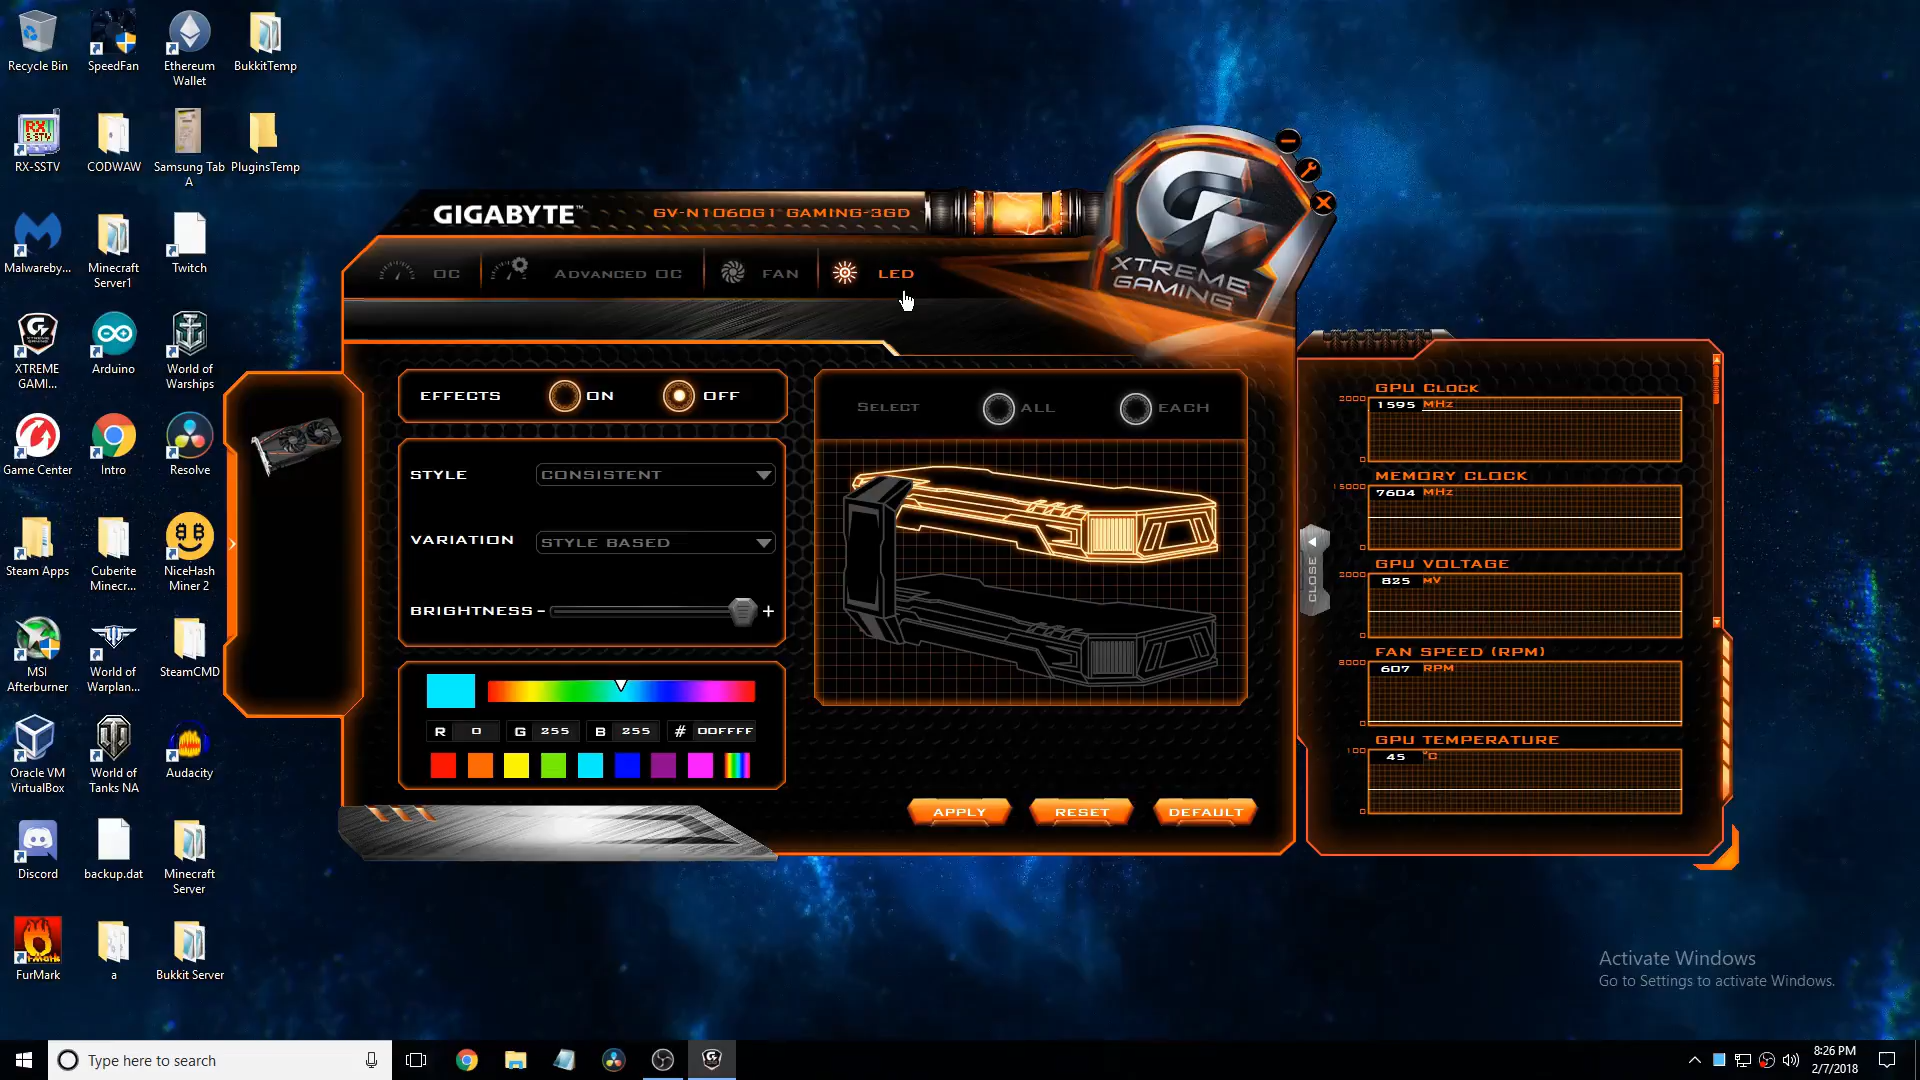 Recycle Bin
SpeedFan
Ethereum
Wallet
BukkitTemp
RX-SSTV
CODWAW
Samsung Tab
A
PluginsTemp
Malwareby...
Minecraft
Server1
Twitch
XTREME
GAMI...
Arduino
World of
Warships
Game Center
Intro
Resolve
Steam Apps
Cuberite
Minecr...
NiceHash
Miner 2
MSI
Afterburner
World of
Warplan...
SteamCMD
Oracle VM
VirtualBox
World of
Tanks NA
Audacity
Discord
backup.dat
Minecraft
Server
FurMark
a
Bukkit Server
GIGABYTE™
GV-N1060G1 GAMING-3GD
XTREME
GAMING
OC
ADVANCED OC
FAN
LED
EFFECTS
ON
OFF
STYLE
CONSISTENT
VARIATION
STYLE BASED
BRIGHTNESS - +
R 0 G 255 B 255 # 00FFFF
SELECT
ALL
EACH
APPLY
RESET
DEFAULT
CLOSE
GPU CLOCK
2000
1595 MHz
0
MEMORY CLOCK
15000
7604 MHz
0
GPU VOLTAGE
2000
825 MV
0
FAN SPEED (RPM)
8000
607 RPM
0
GPU TEMPERATURE
100
45 °C
0
Activate Windows
Go to Settings to activate Windows.
Type here to search
8:26 PM
2/7/2018